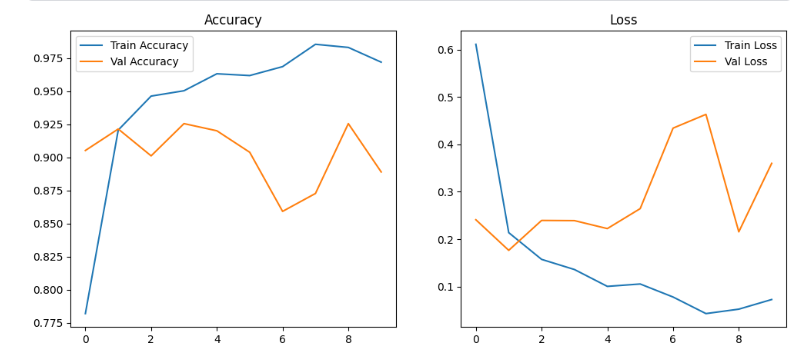 Accuracy
Train Accuracy
Val Accuracy
0.975
0.950
0.925
0.900
0.875
0.850
0.825
0.800
0.775
0 2 4 6 8
Loss
Train Loss
Val Loss
0.6
0.5
0.4
0.3
0.2
0.1
0 2 4 6 8